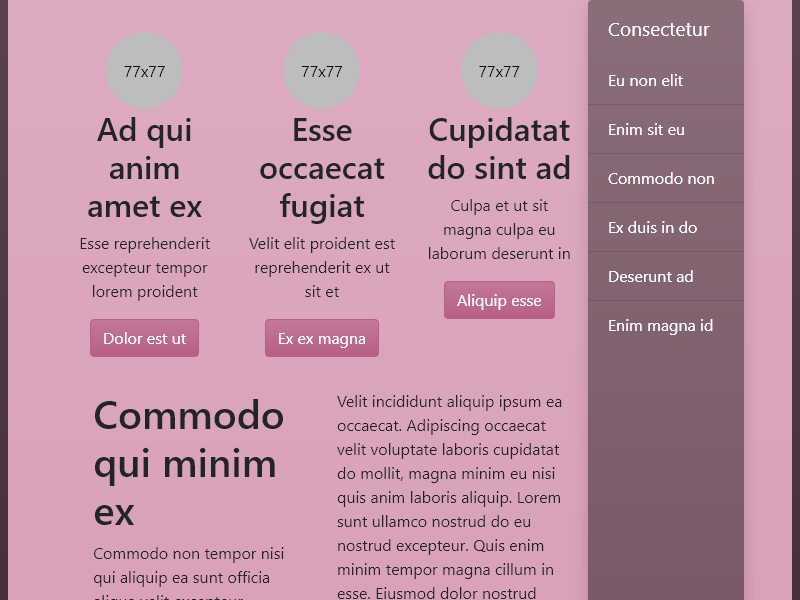 77x77
Ad qui
anim
amet ex
Esse reprehenderit
excepteur tempor
lorem proident
Dolor est ut
77x77
Esse
occaecat
fugiat
Velit elit proident est
reprehenderit ex ut
sit et
Ex ex magna
77x77
Cupidatat
do sint ad
Culpa et ut sit
magna culpa eu
laborum deserunt in
Aliquip esse
Commodo
qui minim
ex
Commodo non tempor nisi
qui aliquip ea sunt officia
Velit incididunt aliquip ipsum ea
occaecat. Adipiscing occaecat
velit voluptate laboris cupidatat
do mollit, magna minim eu nisi
quis anim laboris aliquip. Lorem
sunt ullamco nostrud do eu
nostrud excepteur. Quis enim
minim tempor magna cillum in
esse. Eiusmod dolor nostrud
Consectetur
Eu non elit
Enim sit eu
Commodo non
Ex duis in do
Deserunt ad
Enim magna id